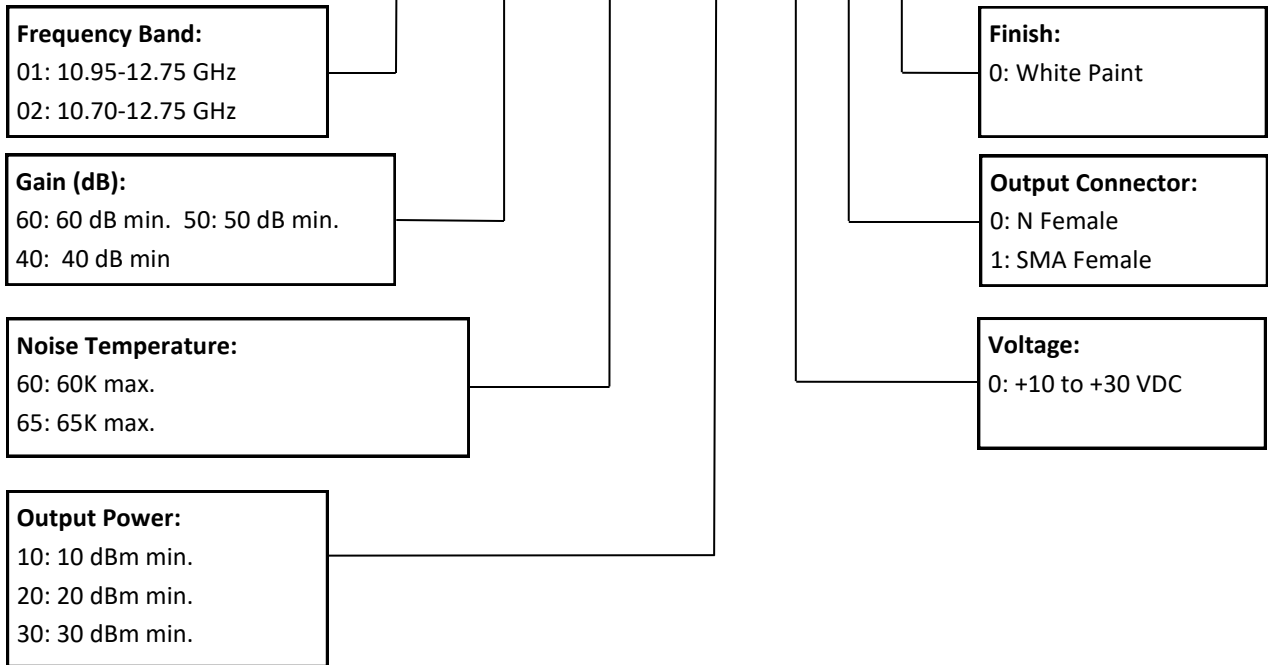 Frequency Band:
01: 10.95-12.75 GHz
02: 10.70-12.75 GHz
Gain (dB):
60: 60 dB min.  50: 50 dB min.
40:  40 dB min
Noise Temperature:
60: 60K max.
65: 65K max.
Output Power:
10: 10 dBm min.
20: 20 dBm min.
30: 30 dBm min.
Finish:
0: White Paint
Output Connector:
0: N Female
1: SMA Female
Voltage:
0: +10 to +30 VDC